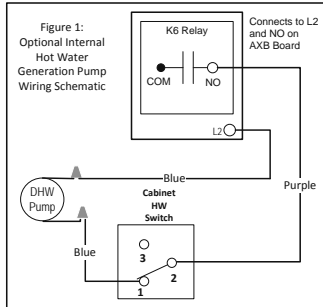 Figure 1:
Optional Internal
Hot Water
Generation Pump
Wiring Schematic
K6 Relay
COM
NO
L2
Connects to L2
and NO on
AXB Board
Blue
Purple
DHW
Pump
Cabinet
HW
Switch
Blue
3
2
1